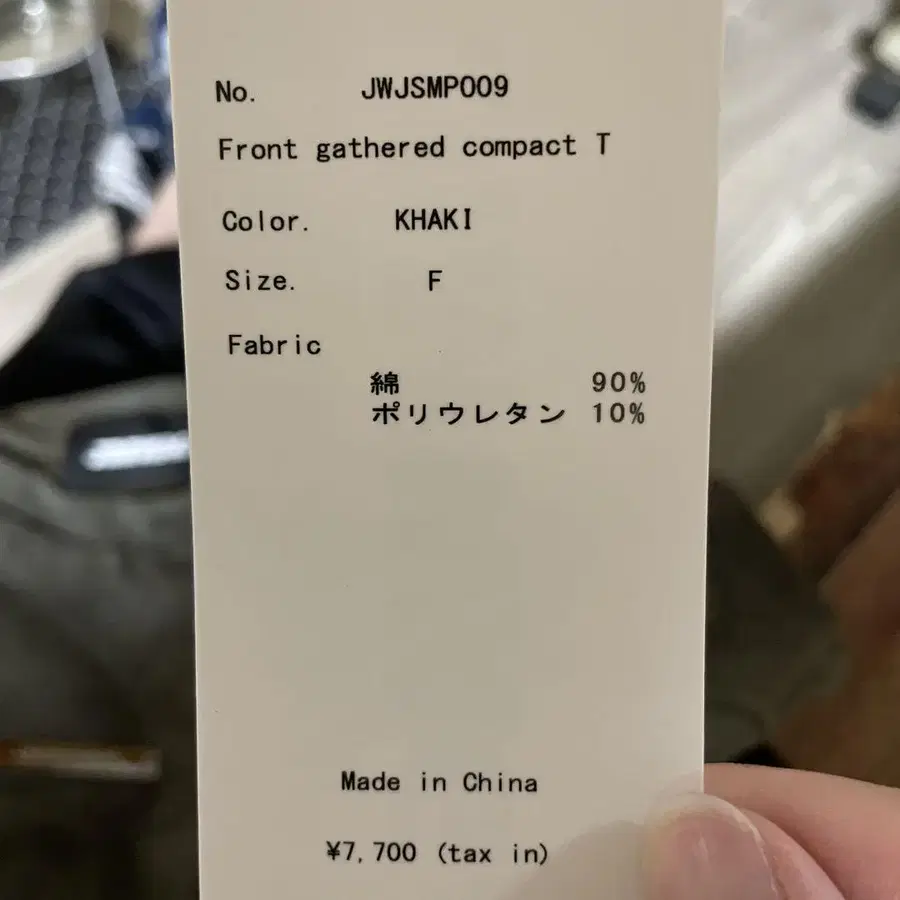 No. JWJSMP009
Front gathered compact T
Color. KHAKI
Size. F
Fabric
綿 90%
ポリウレタン 10%
Made in China
¥7,700 (tax in)